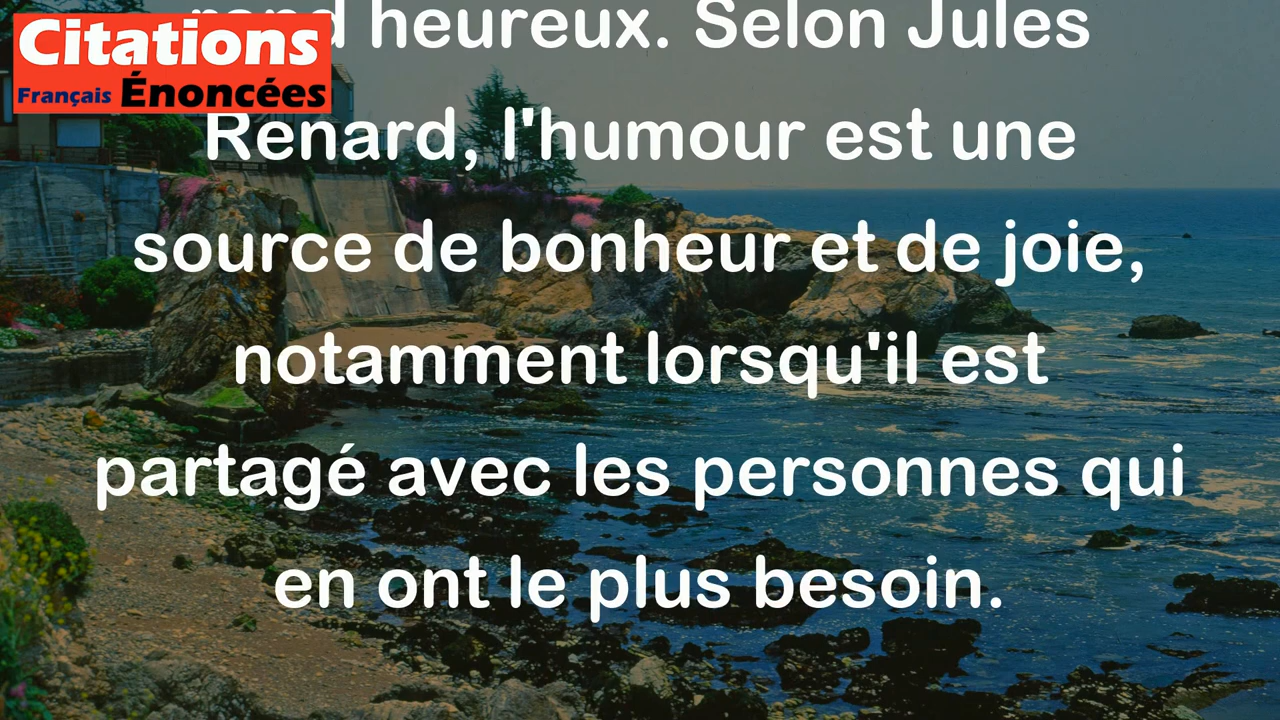 Citations
Français Énoncées
heureux. Selon Jules
Renard, l'humour est une
source de bonheur et de joie,
notamment lorsqu'il est
partagé avec les personnes qui
en ont le plus besoin.